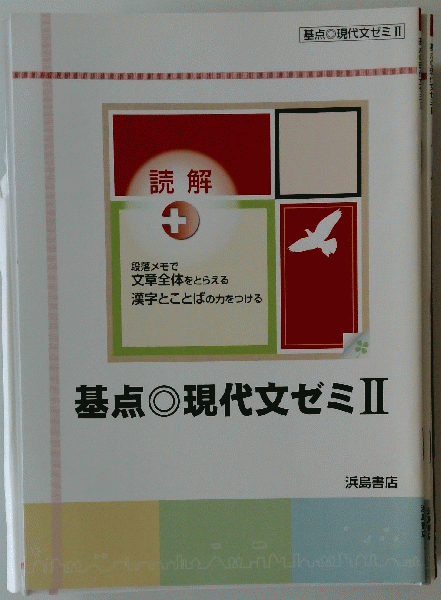 基点◎現代文ゼミⅡ
読解
段落メモで
文章全体をとらえる
漢字とことばの力をつける
基点◎現代文ゼミⅡ
浜島書店